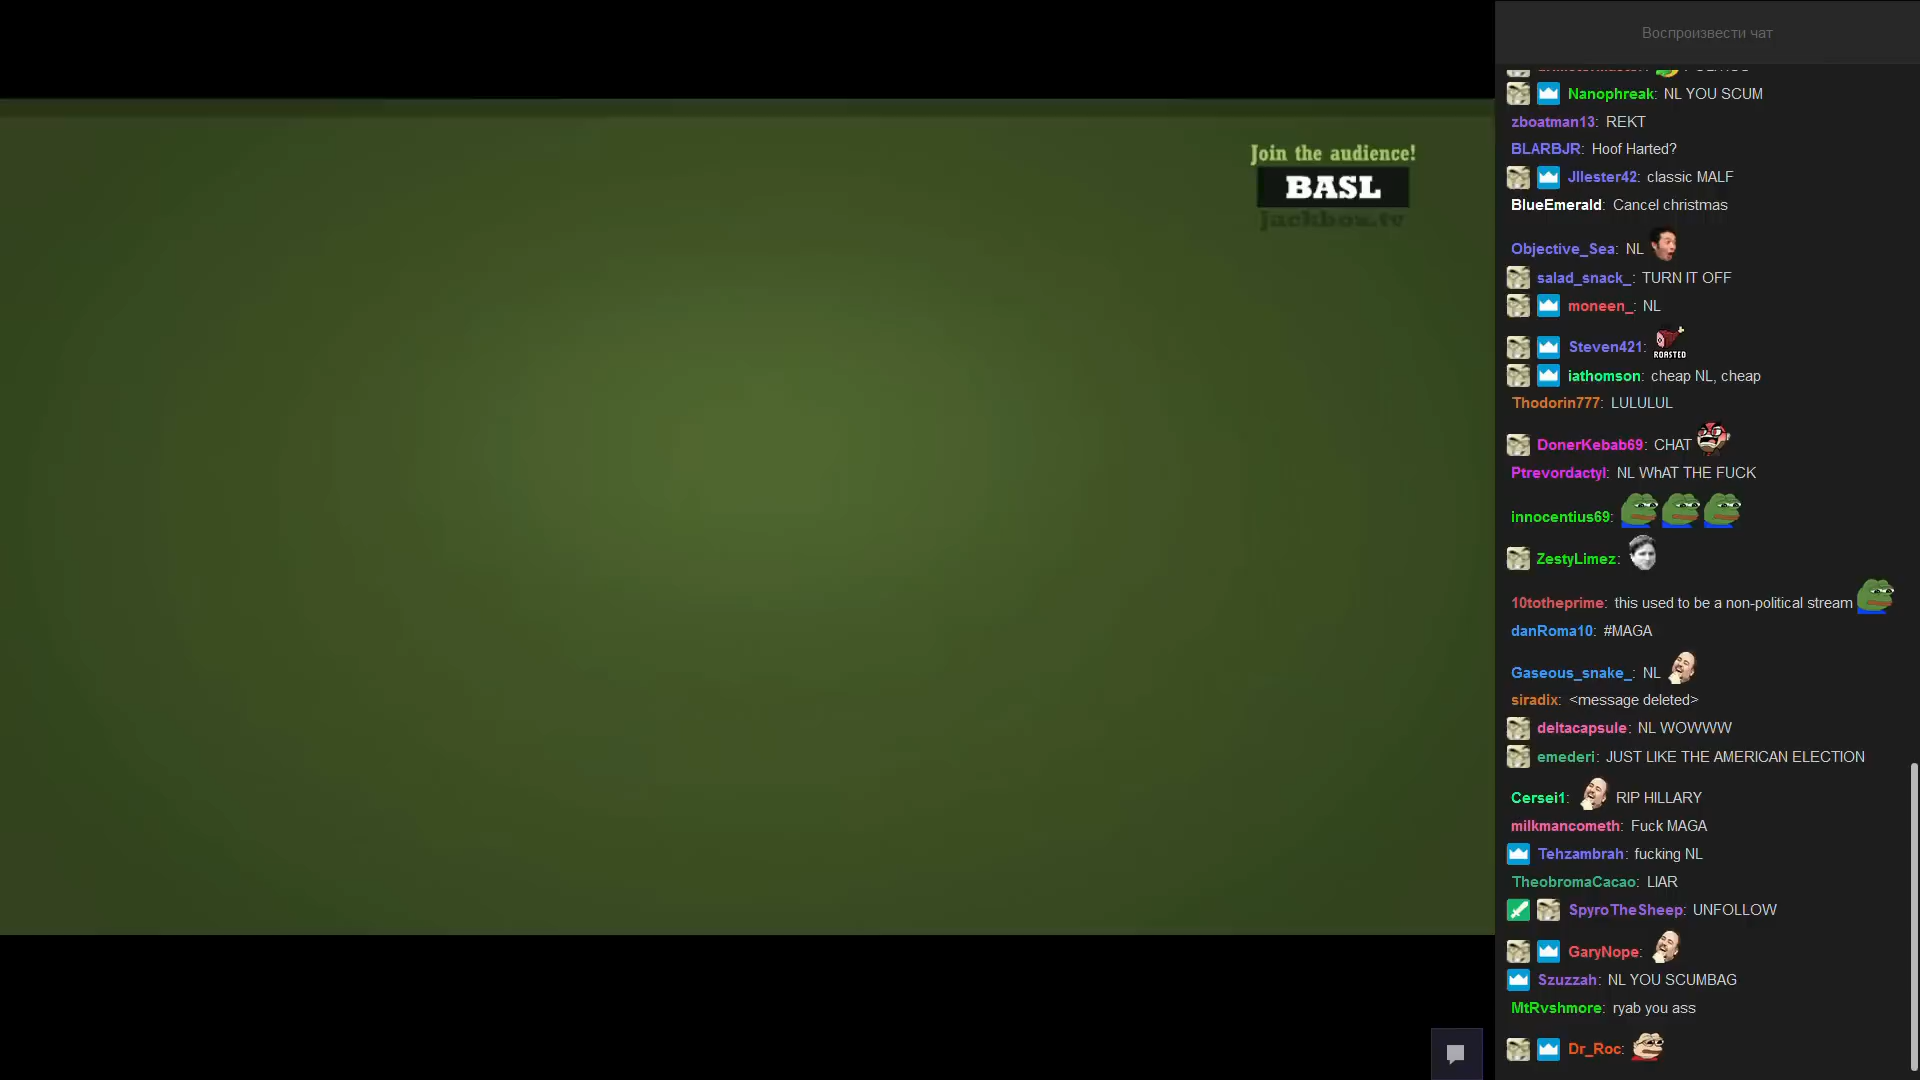 Join the audience!
BASL
Jackbox.tv
Воспроизвести чат
Nanophreak: NL YOU SCUM
zboatman13: REKT
BLARBJR: Hoof Harted?
Jllester42: classic MALF
BlueEmerald: Cancel christmas
Objective_Sea: NL
salad_snack_: TURN IT OFF
moneen_: NL
Steven421:
ROASTED
iathomson: cheap NL, cheap
Thodorin777: LULULUL
DonerKebab69: CHAT
Ptrevordactyl: NL WhAT THE FUCK
innocentius69:
ZestyLimez:
10totheprime: this used to be a non-political stream
danRoma10: #MAGA
Gaseous_snake_: NL
siradix: <message deleted>
deltacapsule: NL WOWWW
emederi: JUST LIKE THE AMERICAN ELECTION
Cersei1: RIP HILLARY
milkmancometh: Fuck MAGA
Tehzambrah: fucking NL
TheobromaCacao: LIAR
SpyroTheSheep: UNFOLLOW
GaryNope:
Szuzzah: NL YOU SCUMBAG
MtRvshmore: ryab you ass
Dr_Roc: